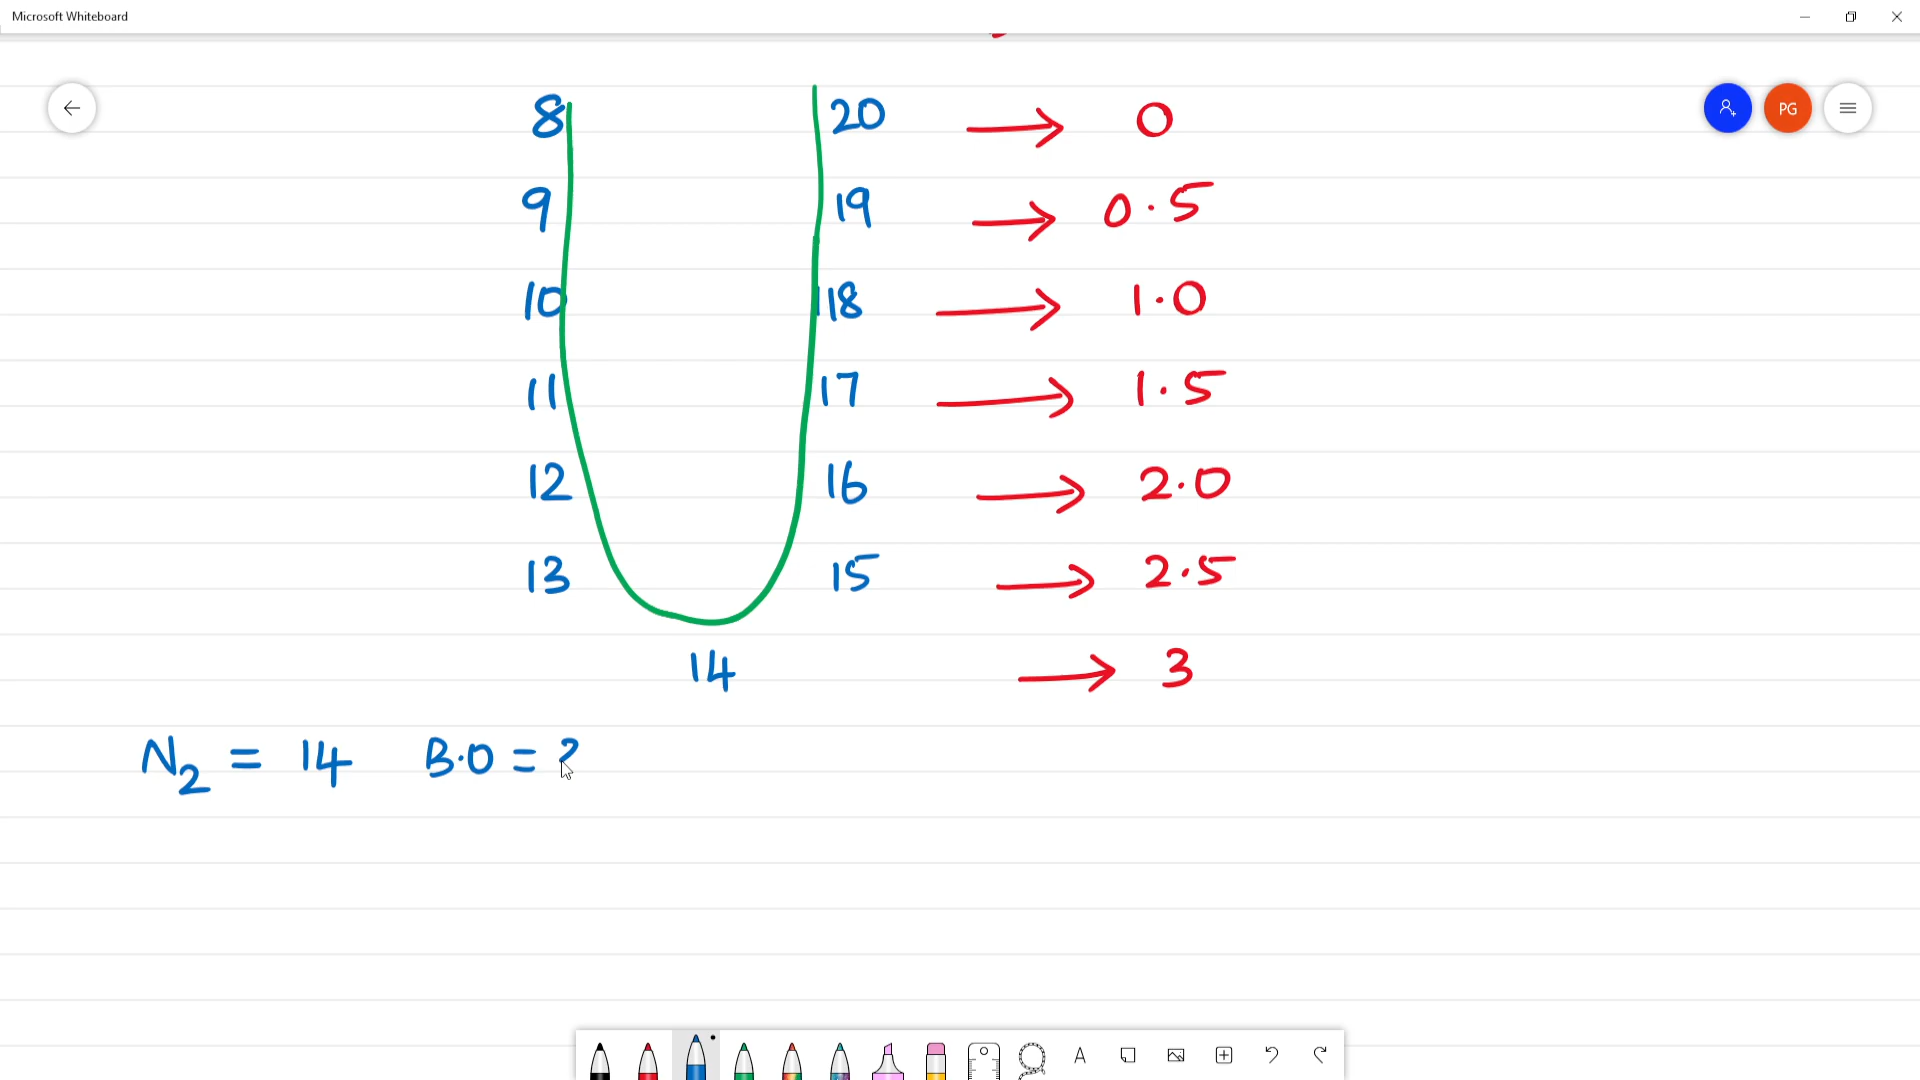 Microsoft Whiteboard
PG
8 20 → 0
9 19 → 0.5
10 18 → 1.0
11 17 → 1.5
12 16 → 2.0
13 15 → 2.5
14 → 3
N2 = 14 B.O = ?
A